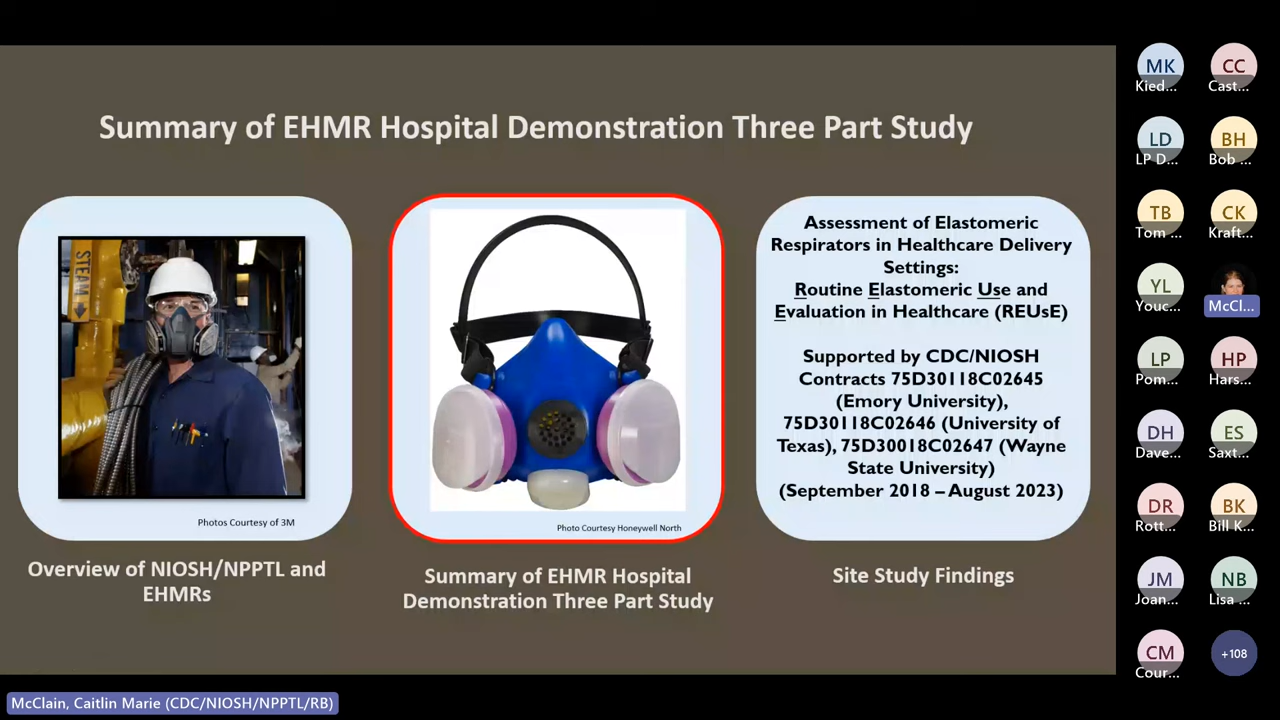 Summary of EHMR Hospital Demonstration Three Part Study
STEAM
Photos Courtesy of 3M
Overview of NIOSH/NPPTL and
EHMRs
Photo Courtesy Honeywell North
Summary of EHMR Hospital
Demonstration Three Part Study
Assessment of Elastomeric
Respirators in Healthcare Delivery
Settings:
Routine Elastomeric Use and
Evaluation in Healthcare (REUsE)
Supported by CDC/NIOSH
Contracts 75D30118C02645
(Emory University),
75D30118C02646 (University of
Texas), 75D30018C02647 (Wayne
State University)
(September 2018 – August 2023)
Site Study Findings
MK
Kied...
CC
Cast...
LD
LP D...
BH
Bob ...
TB
Tom ...
CK
Kraft...
YL
Youc...
McCl...
LP
Pom...
HP
Hars...
DH
Dave...
ES
Saxt...
DR
Rott...
BK
Bill K...
JM
Joan...
NB
Lisa ...
CM
Cour...
+108
McClain, Caitlin Marie (CDC/NIOSH/NPPTL/RB)